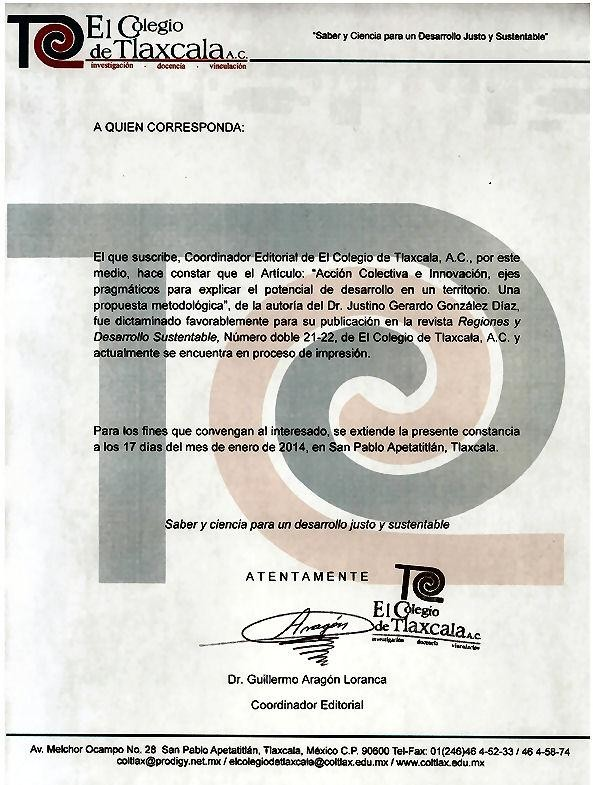 El Colegio
de Tlaxcala A.C.
investigación · docencia · vinculación
"Saber y Ciencia para un Desarrollo Justo y Sustentable"
A QUIEN CORRESPONDA:
El que suscribe, Coordinador Editorial de El Colegio de Tlaxcala, A.C., por este
medio, hace constar que el Artículo: "Acción Colectiva e Innovación, ejes
pragmáticos para explicar el potencial de desarrollo en un territorio. Una
propuesta metodológica", de la autoría del Dr. Justino Gerardo González Díaz,
fue dictaminado favorablemente para su publicación en la revista Regiones y
Desarrollo Sustentable, Número doble 21-22, de El Colegio de Tlaxcala, A.C. y
actualmente se encuentra en proceso de impresión.
Para los fines que convengan al interesado, se extiende la presente constancia
a los 17 días del mes de enero de 2014, en San Pablo Apetatitlán, Tlaxcala.
Saber y ciencia para un desarrollo justo y sustentable
ATENTAMENTE
El Colegio
de Tlaxcala A.C.
investigación docencia vinculación
Aragón
Dr. Guillermo Aragón Loranca
Coordinador Editorial
Av. Melchor Ocampo No. 28 San Pablo Apetatitlán, Tlaxcala, México C.P. 90600 Tel-Fax: 01(246)46 4-52-33 / 46 4-58-74
coltlax@prodigy.net.mx / elcolegiodetlaxcala@coltlax.edu.mx / www.coltlax.edu.mx